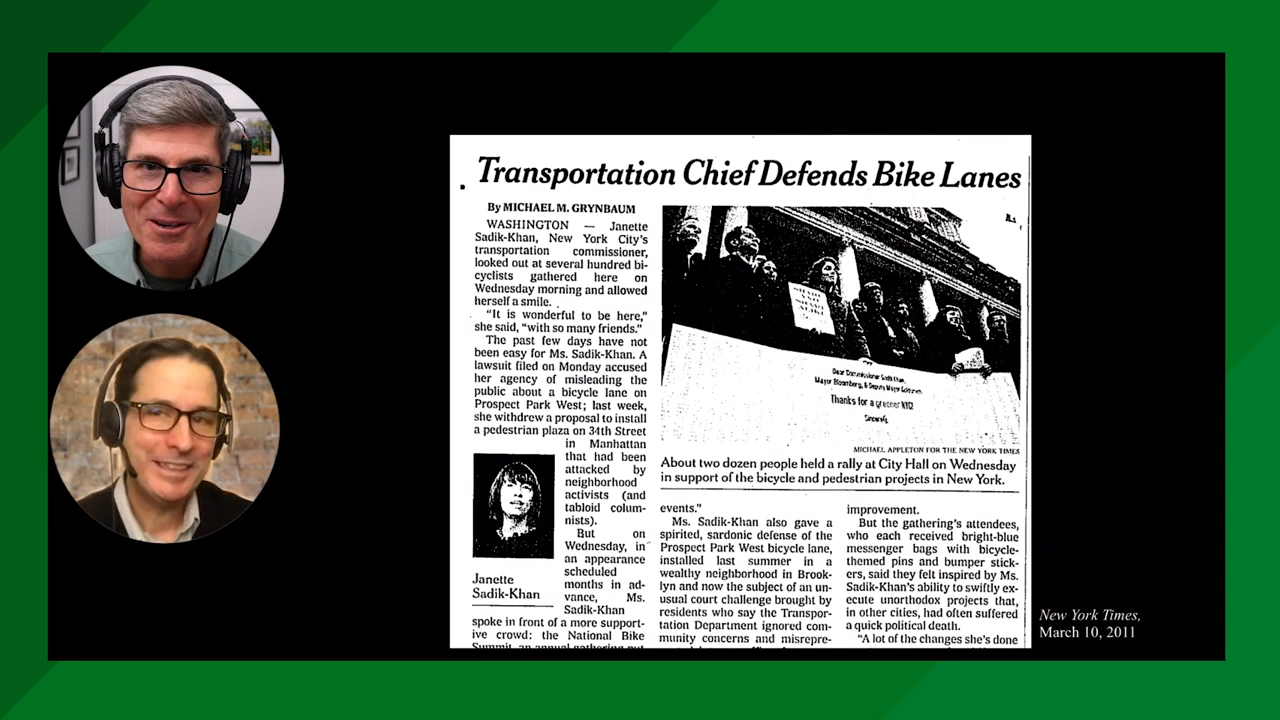 Transportation Chief Defends Bike Lanes
By MICHAEL M. GRYNBAUM
WASHINGTON — Janette
Sadik-Khan, New York City's
transportation commissioner,
looked out at several hundred bi-
cyclists gathered here on
Wednesday morning and allowed
herself a smile.
"It is wonderful to be here,"
she said, "with so many friends."
The past few days have not
been easy for Ms. Sadik-Khan. A
lawsuit filed on Monday accused
her agency of misleading the
public about a bicycle lane on
Prospect Park West; last week,
she withdrew a proposal to install
a pedestrian plaza on 34th Street
in Manhattan
that had been
attacked by
neighborhood
activists (and
tabloid colum-
nists).
But on
Wednesday, in
an appearance
scheduled
months in ad-
vance, Ms.
Sadik-Khan
spoke in front of a more support-
ive crowd: the National Bike
Summit, an annual gathering put
Janette
Sadik-Khan
Mayor Bloomberg, & Deputy Mayor
Thanks for a greener NYC!
Sincerely,
MICHAEL APPLETON FOR THE NEW YORK TIMES
About two dozen people held a rally at City Hall on Wednesday
in support of the bicycle and pedestrian projects in New York.
events."
Ms. Sadik-Khan also gave a
spirited, sardonic defense of the
Prospect Park West bicycle lane,
installed last summer in a
wealthy neighborhood in Brook-
lyn and now the subject of an un-
usual court challenge brought by
residents who say the Transpor-
tation Department ignored com-
munity concerns and misrepre-
improvement.
But the gathering's attendees,
who each received bright-blue
messenger bags with bicycle-
themed pins and bumper stick-
ers, said they felt inspired by Ms.
Sadik-Khan's ability to swiftly ex-
ecute unorthodox projects that,
in other cities, had often suffered
a quick political death.
"A lot of the changes she's done
New York Times,
March 10, 2011